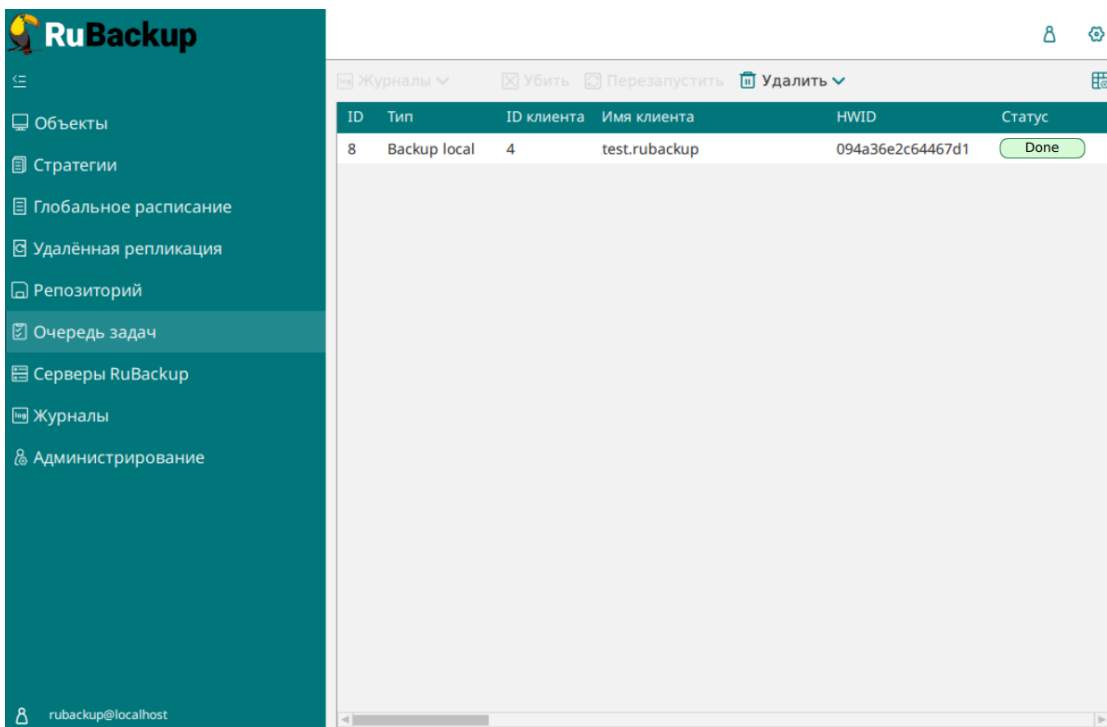 RuBackup
Журналы Убить Перезапустить Удалить
Объекты
Стратегии
Глобальное расписание
Удалённая репликация
Репозиторий
Очередь задач
Серверы RuBackup
log Журналы
Администрирование
rubackup@localhost
ID Тип ID клиента Имя клиента HWID Статус
8 Backup local 4 test.rubackup 094a36e2c64467d1 Done